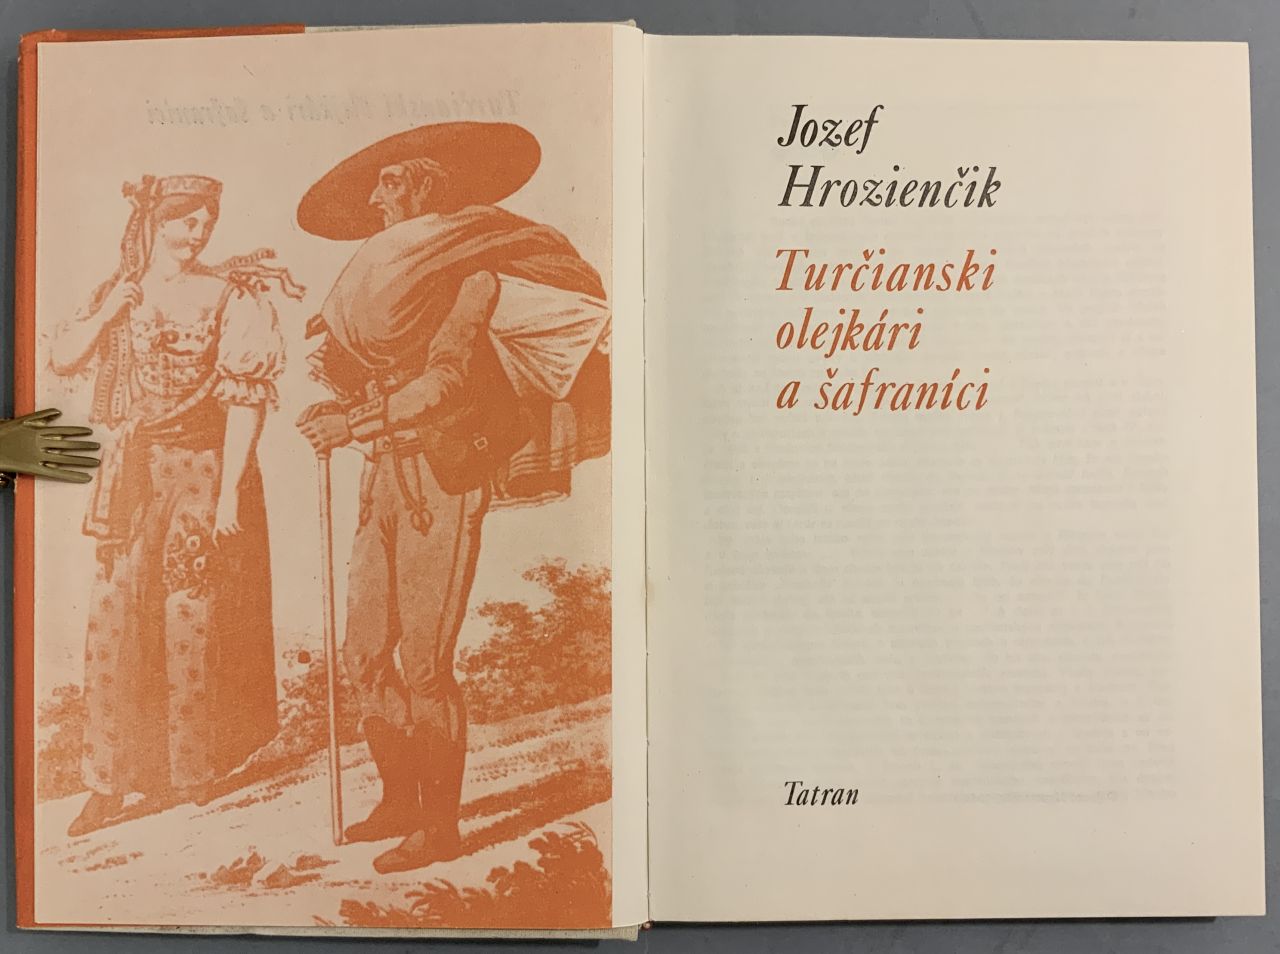 Jozef
Hrozienčik
Turčianski
olejkári
a šafraníci
Tatran